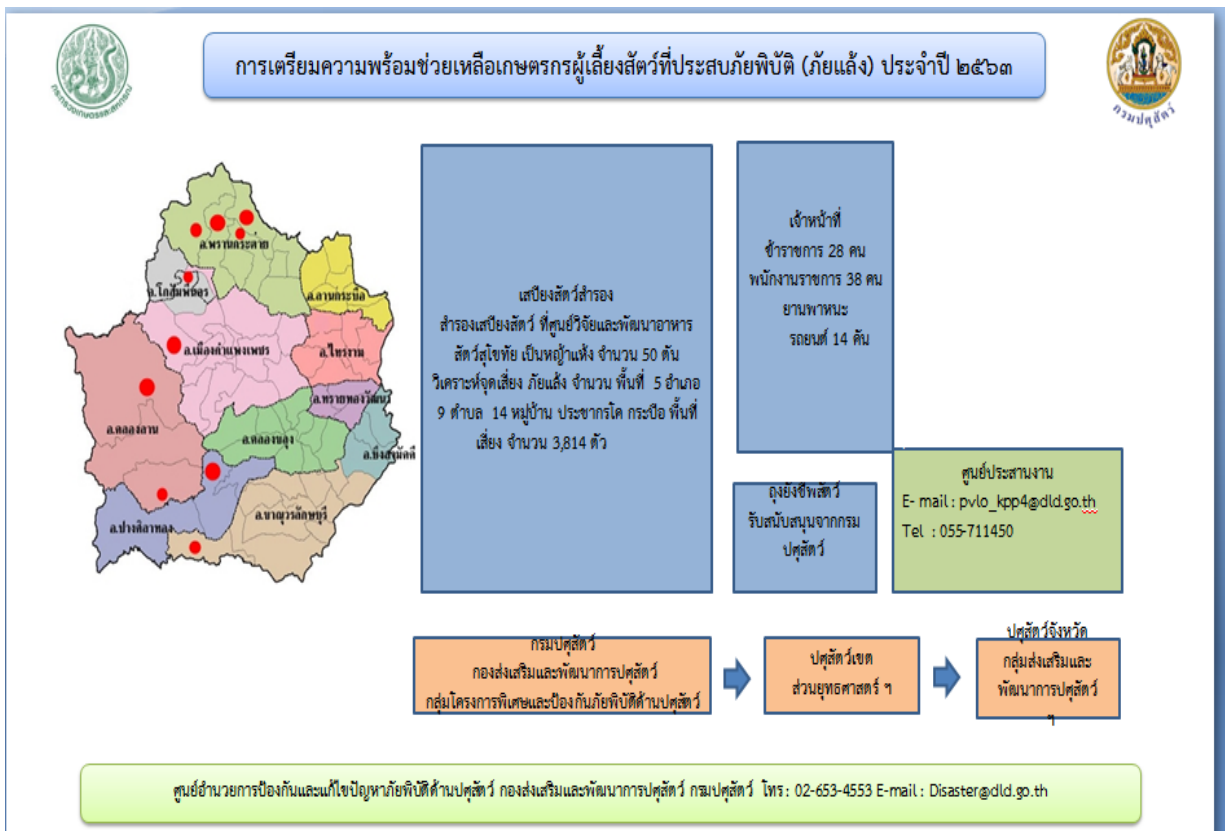 การเตรียมความพร้อมช่วยเหลือเกษตรกรผู้เลี้ยงสัตว์ที่ประสบภัยพิบัติ (ภัยแล้ง) ประจำปี ๒๕๖๓
กระทรวงเกษตรและสหกรณ์
กรมปศุสัตว์
อ.พรานกระต่าย
อ.โกสัมพีนคร
อ.ลานกระบือ
อ.เมืองกำแพงเพชร
อ.ไทรงาม
อ.ทรายทองวัฒนา
อ.คลองลาน
อ.คลองขลุง
อ.บึงสามัคคี
อ.ปางศิลาทอง
อ.ขาณุวรลักษบุรี
เสบียงสัตว์สำรอง
สำรองเสบียงสัตว์ ที่ศูนย์วิจัยและพัฒนาอาหาร
สัตว์สุโขทัย เป็นหญ้าแห้ง จำนวน 50 ตัน
วิเคราะห์จุดเสี่ยง ภัยแล้ง จำนวน พื้นที่ 5 อำเภอ
9 ตำบล 14 หมู่บ้าน ประชากรโค กระบือ พื้นที่
เสี่ยง จำนวน 3,814 ตัว
เจ้าหน้าที่
ข้าราชการ 28 คน
พนักงานราชการ 38 คน
ยานพาหนะ
รถยนต์ 14 คัน
ถุงยังชีพสัตว์
รับสนับสนุนจากกรม
ปศุสัตว์
ศูนย์ประสานงาน
E- mail : pvlo_kpp4@dld.go.th
Tel : 055-711450
กรมปศุสัตว์
กองส่งเสริมและพัฒนาการปศุสัตว์
กลุ่มโครงการพิเศษและป้องกันภัยพิบัติด้านปศุสัตว์
ปศุสัตว์เขต
ส่วนยุทธศาสตร์ ฯ
ปศุสัตว์จังหวัด
กลุ่มส่งเสริมและ
พัฒนาการปศุสัตว์
ฯ
ศูนย์อำนวยการป้องกันและแก้ไขปัญหาภัยพิบัติด้านปศุสัตว์ กองส่งเสริมและพัฒนาการปศุสัตว์ กรมปศุสัตว์ โทร : 02-653-4553 E-mail : Disaster@dld.go.th